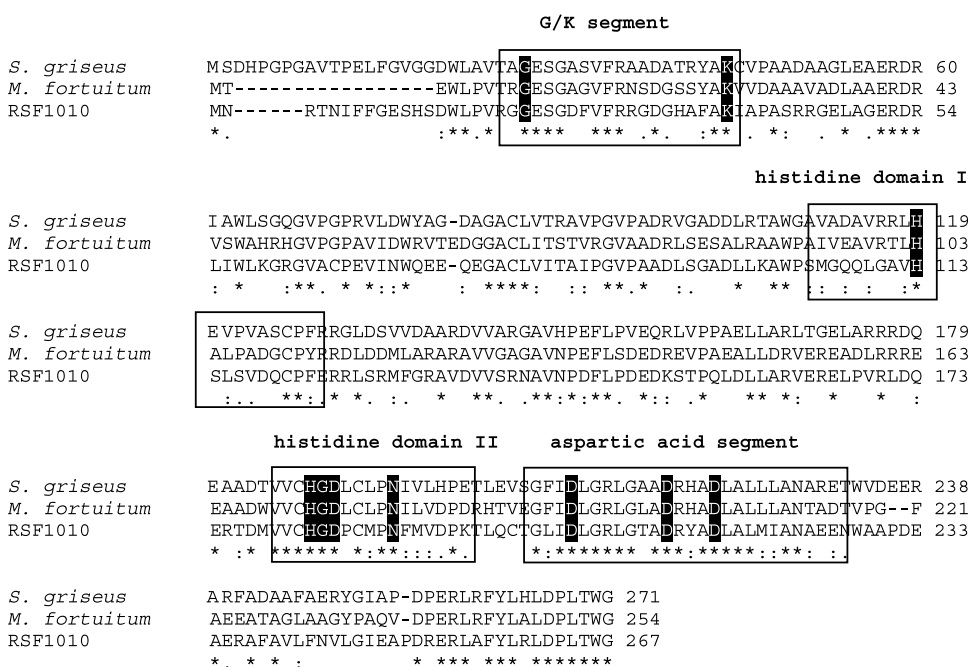 G/K segment
S. griseus MSDHPGPGAVTPELFGVGGDWLAVTAGESGASVFRAADATRYAKCVPAADAAGLEAERDR 60
M. fortuitum MT-----------------EWLPVTRGESGAGVFRNSDGSSYAKVVDAAAVADLAAERDR 43
RSF1010 MN------RTNIFFGESHSDWLPVRGGESGDFVFRRGDGHAFAKIAPASRRGELAGERDR 54
*. :**.* **** *** .*. :** . *: * ****
histidine domain I
S. griseus IAWLSGQGVPGPRVLDWYAG-DAGACLVTRAVPGVPADRVGADDLRTAWGAVADAVRRLH 119
M. fortuitum VSWAHRHGVPGPAVIDWRVTEDGGACLITSTVRGVAADRLSESALRAAWPAIVEAVRTLH 103
RSF1010 LIWLKGRGVACPEVINWQEE-QEGACLVITAIPGVPAADLSGADLLKAWPSMGQQLGAVH 113
: * :**. * *::* : ****:* :: **.* :. * ** :: : : :*
S. griseus EVPVASCPFRRGLDSVVDAARDVVARGAVHPEFLPVEQRLVPPAELLARLTGELARRRDQ 179
M. fortuitum ALPADGCPYRRDLDDMLARARAVVGAGAVNPEFLSDEDREVPAEALLDRVEREADLRRRE 163
RSF1010 SLSVDQCPFERRLSRMFGRAVDVVSRNAVNPDFLPDEDKSTPQLDLLARVERELPVRLDQ 173
:.. **:.* *. :. * **. .**:*:**. *:: .* ** *: * * :
histidine domain II aspartic acid segment
S. griseus EAADTVVCHGDLCLPNIVLHPETLEVSGFIDLGRLGAADRHADLALLLANARETWVDEER 238
M. fortuitum EAADWVVCHGDLCLPNILVDPDRHTVEGFIDLGRLGLADRHADLALLLANTADTVPG--F 221
RSF1010 ERTDMVVCHGDPCMPNFMVDPKTLQCTGLIDLGRLGTADRYADLALMIANAEENWAAPDE 233
* :* ****** *:**::.*. *:******* ***:*****::**: :.
S. griseus ARFADAAFAERYGIAP-DPERLRFYLHLDPLTWG 271
M. fortuitum AEEATAGLAAGYPAQV-DPERLRFYLALDPLTWG 254
RSF1010 AERAFAVLFNVLGIEAPDRERLAFYLRLDPLTWG 267
*. * * : * *** *** *******